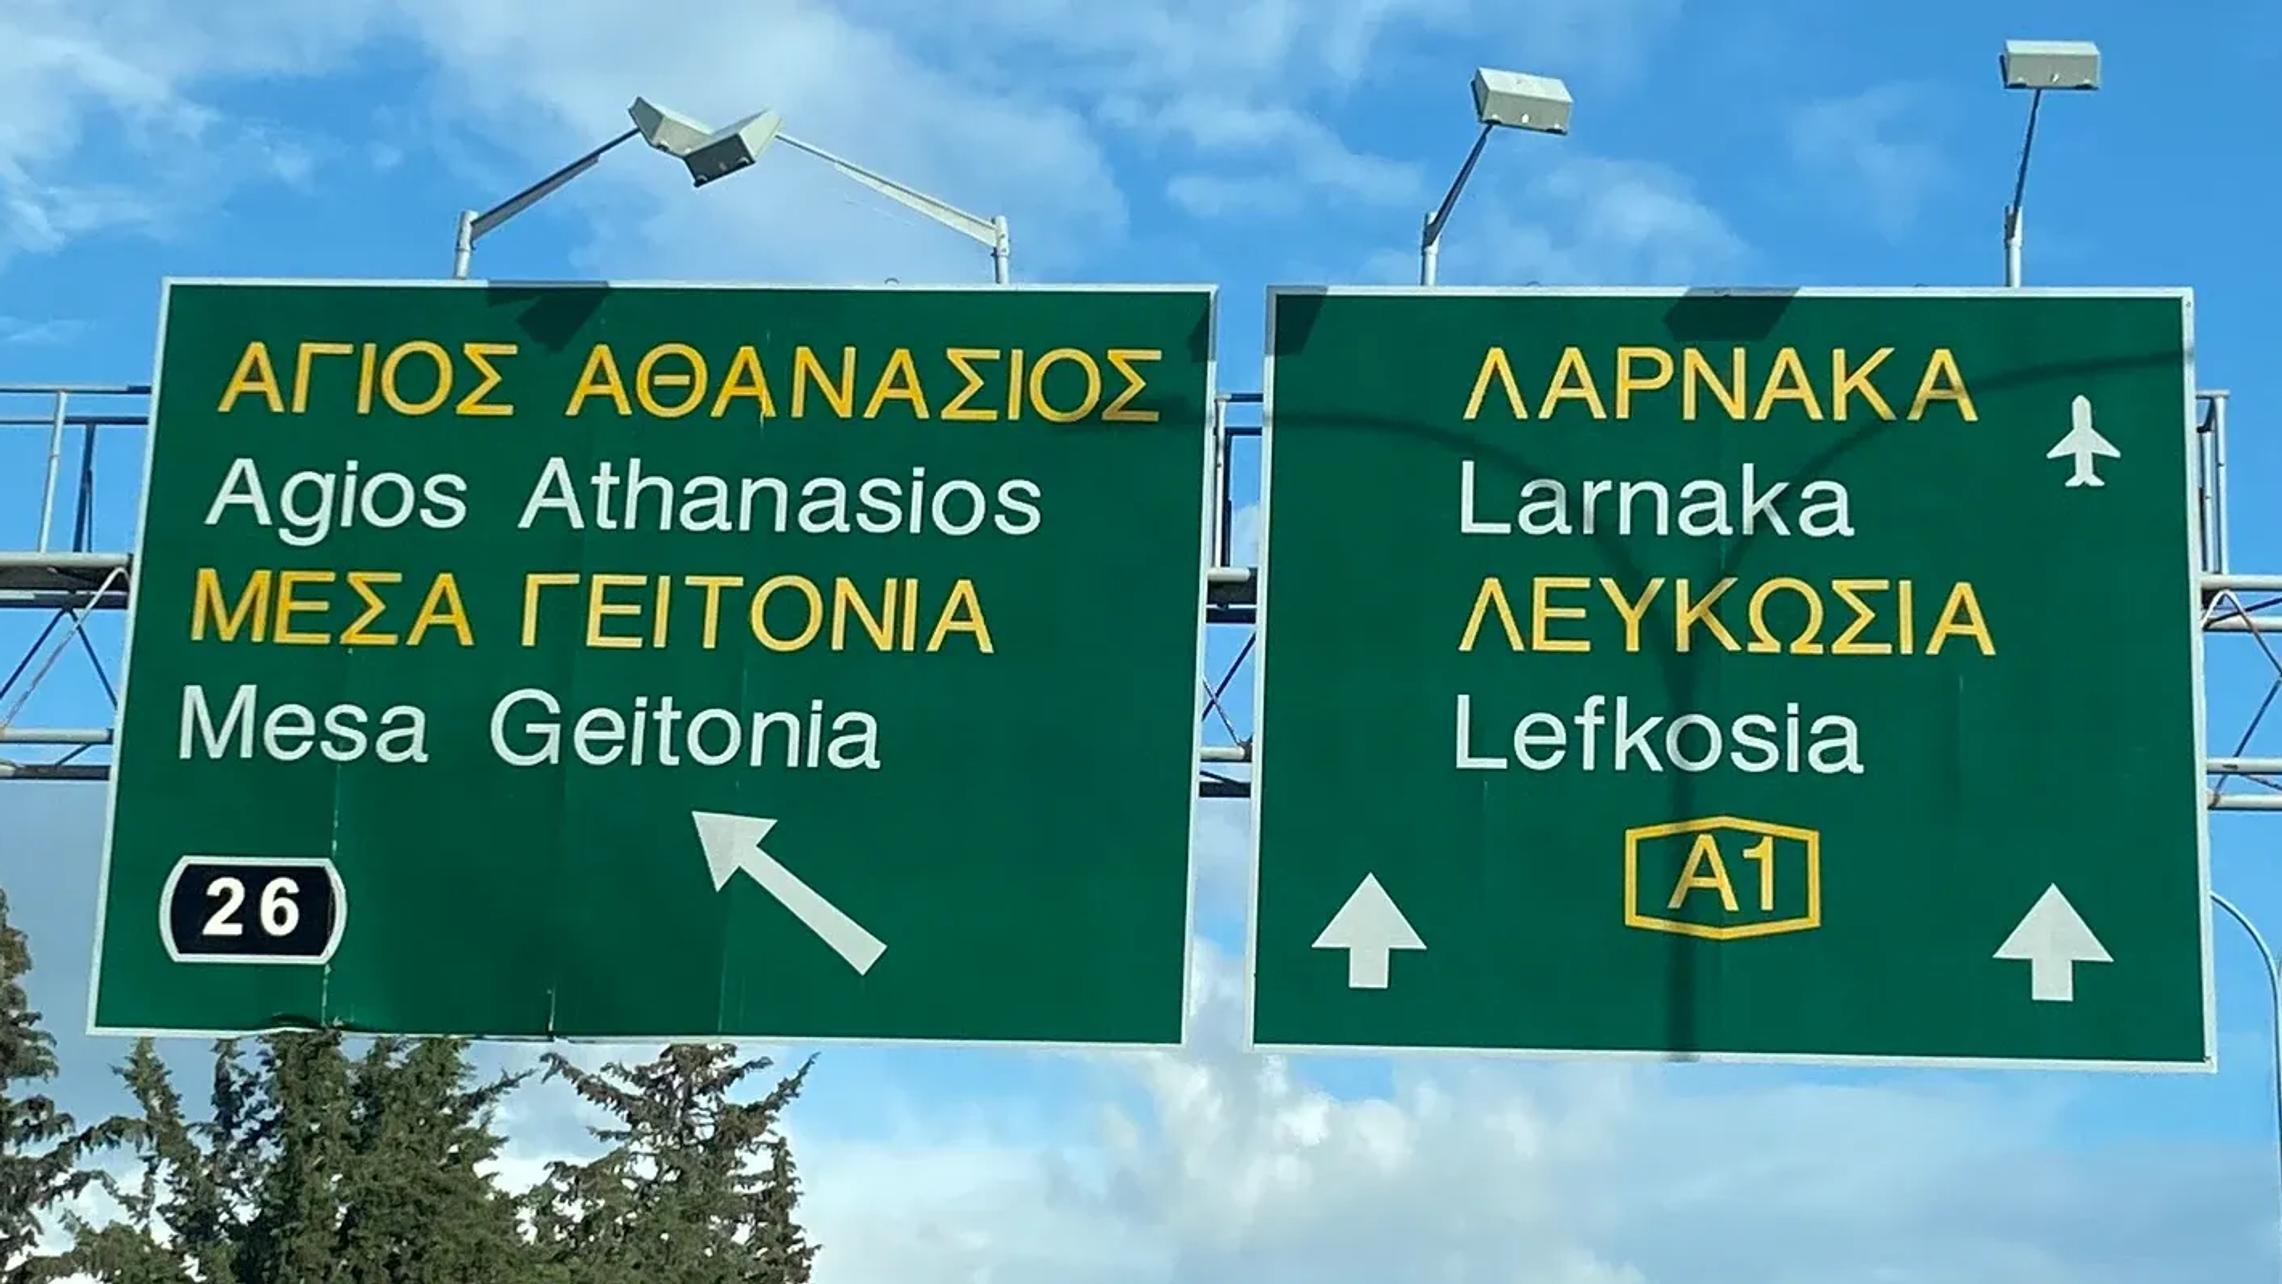 ΑΓΙΟΣ ΑΘΑΝΑΣΙΟΣ
Agios Athanasios
ΜΕΣΑ ΓΕΙΤΟΝΙΑ
Mesa Geitonia
26
ΛΑΡΝΑΚΑ
Larnaka
ΛΕΥΚΩΣΙΑ
Lefkosia
A1